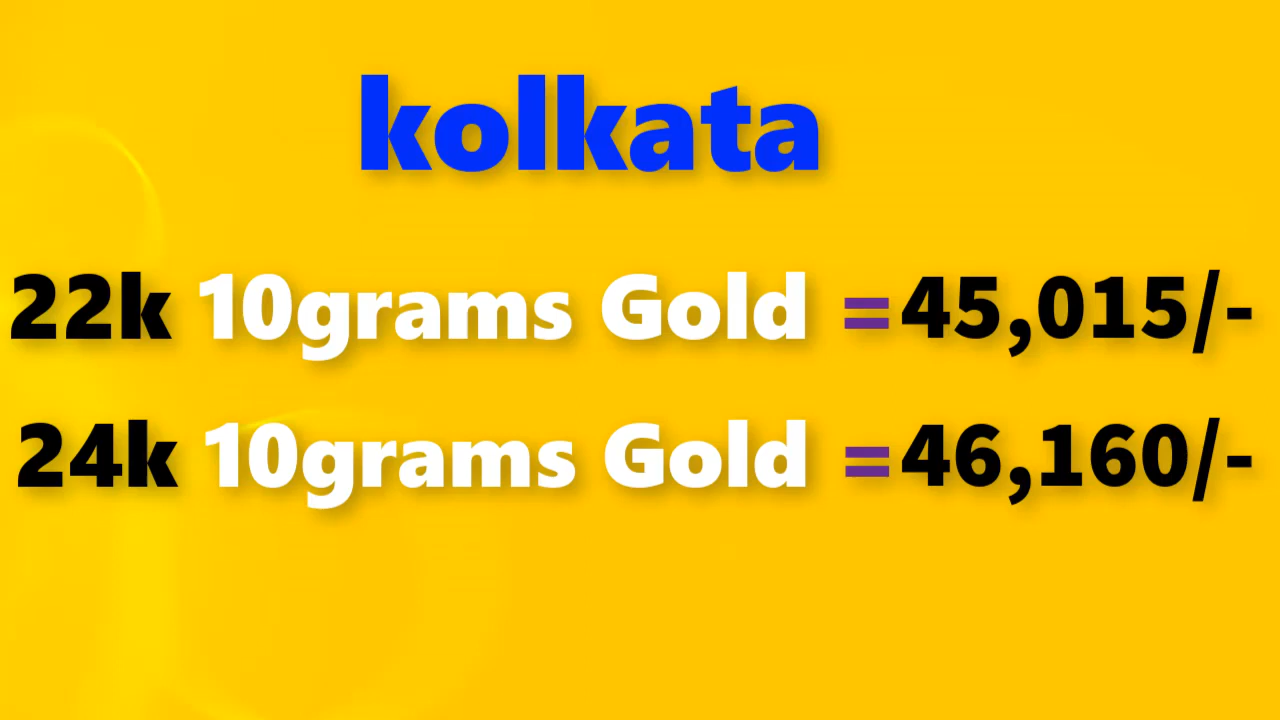 kolkata
22k 10grams Gold =45,015/-
24k 10grams Gold =46,160/-